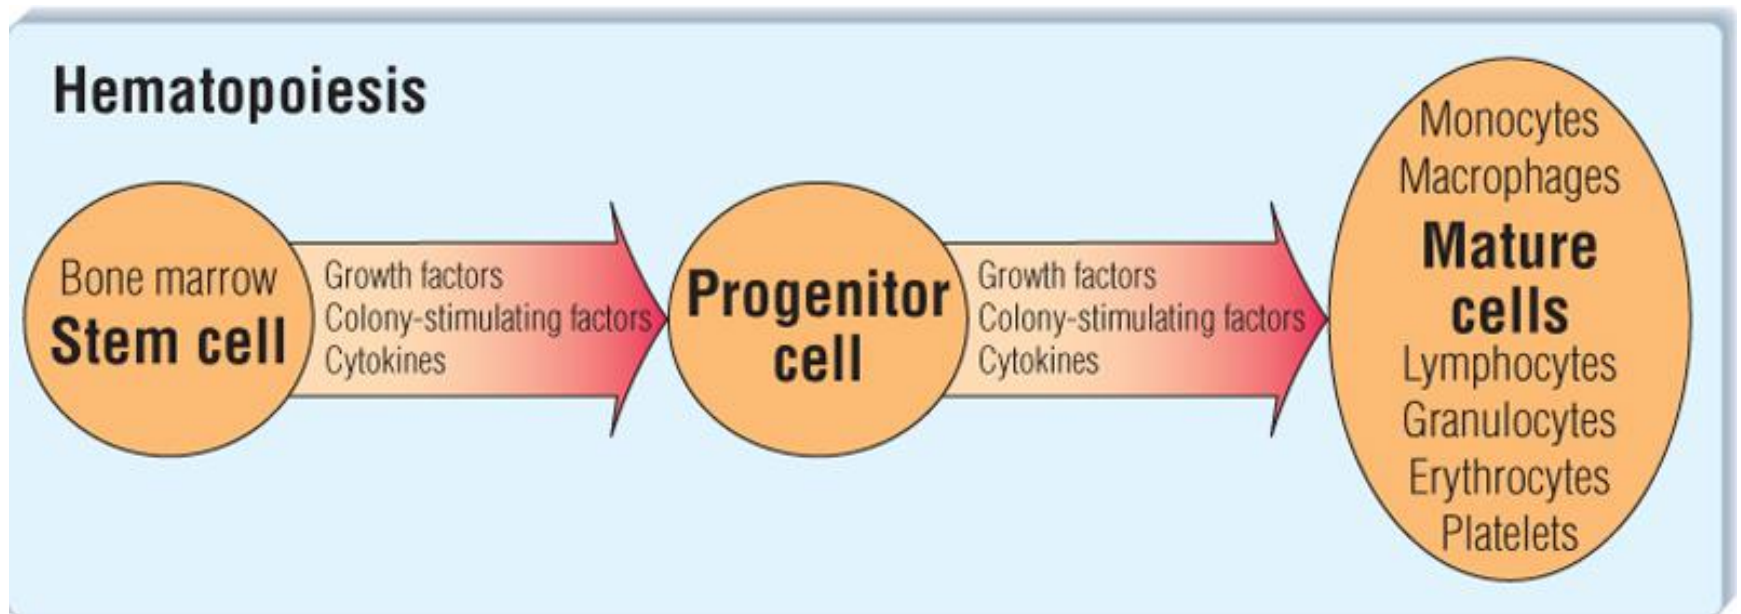 Hematopoiesis
Bone marrow
Stem cell
Growth factors
Colony-stimulating factors
Cytokines
Progenitor
cell
Growth factors
Colony-stimulating factors
Cytokines
Monocytes
Macrophages
Mature
cells
Lymphocytes
Granulocytes
Erythrocytes
Platelets